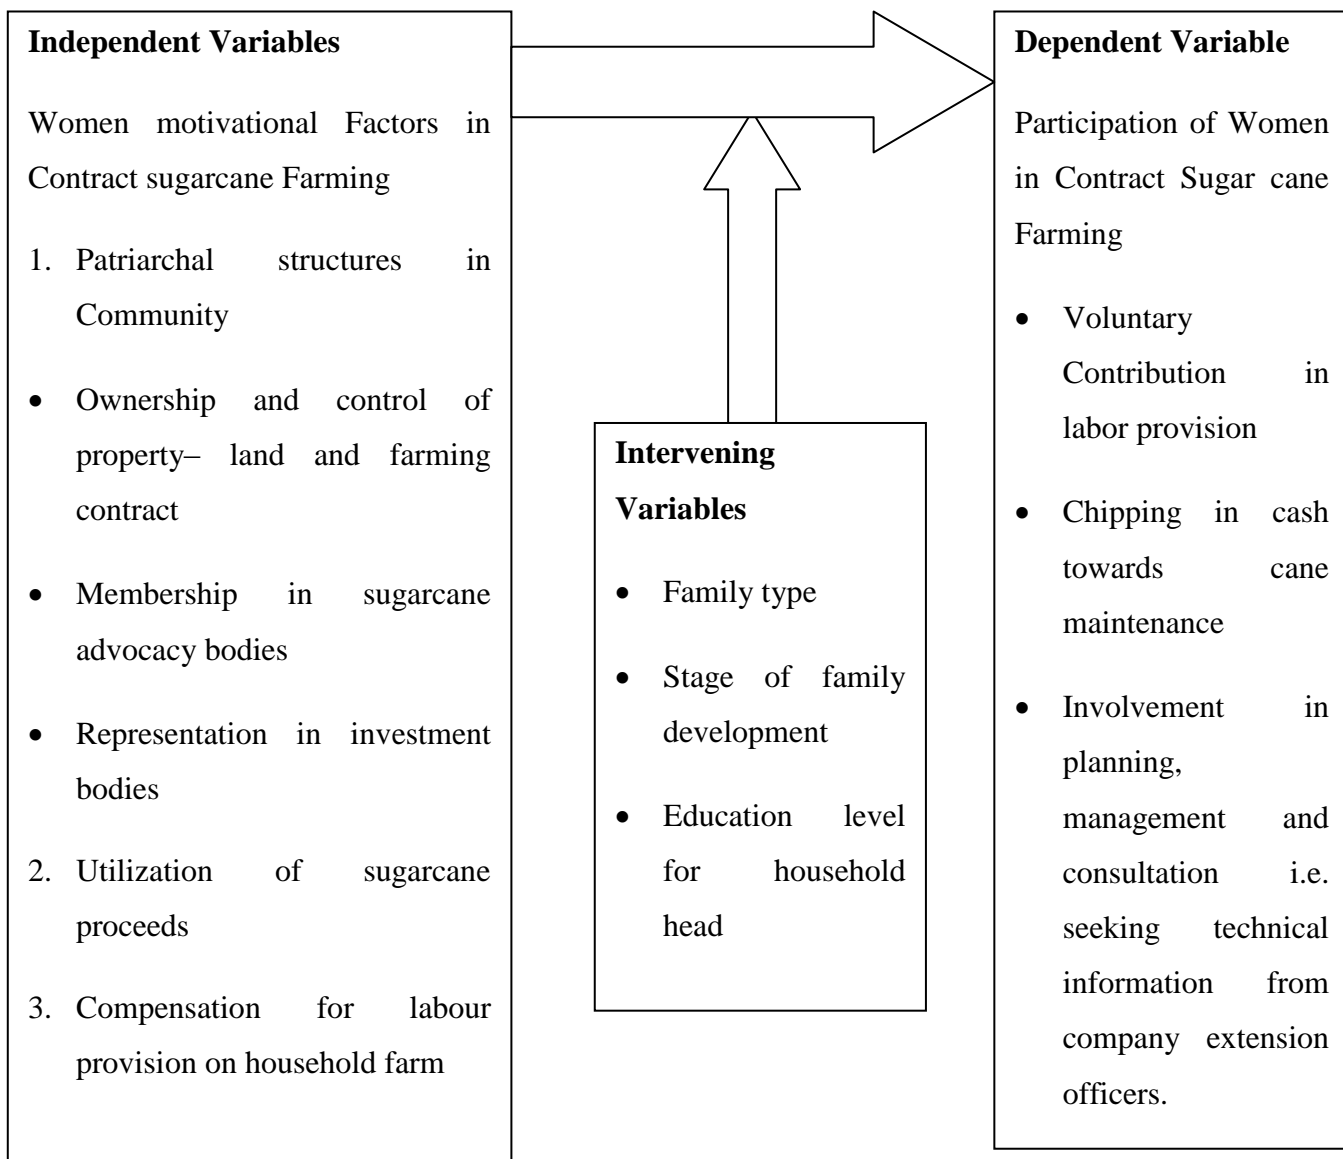 Independent Variables
Women motivational Factors in
Contract sugarcane Farming
1. Patriarchal structures in
Community
• Ownership and control of
property– land and farming
contract
• Membership in sugarcane
advocacy bodies
• Representation in investment
bodies
2. Utilization of sugarcane
proceeds
3. Compensation for labour
provision on household farm
Intervening
Variables
• Family type
• Stage of family
development
• Education level
for household
head
Dependent Variable
Participation of Women
in Contract Sugar cane
Farming
• Voluntary
Contribution in
labor provision
• Chipping in cash
towards cane
maintenance
• Involvement in
planning,
management and
consultation i.e.
seeking technical
information from
company extension
officers.